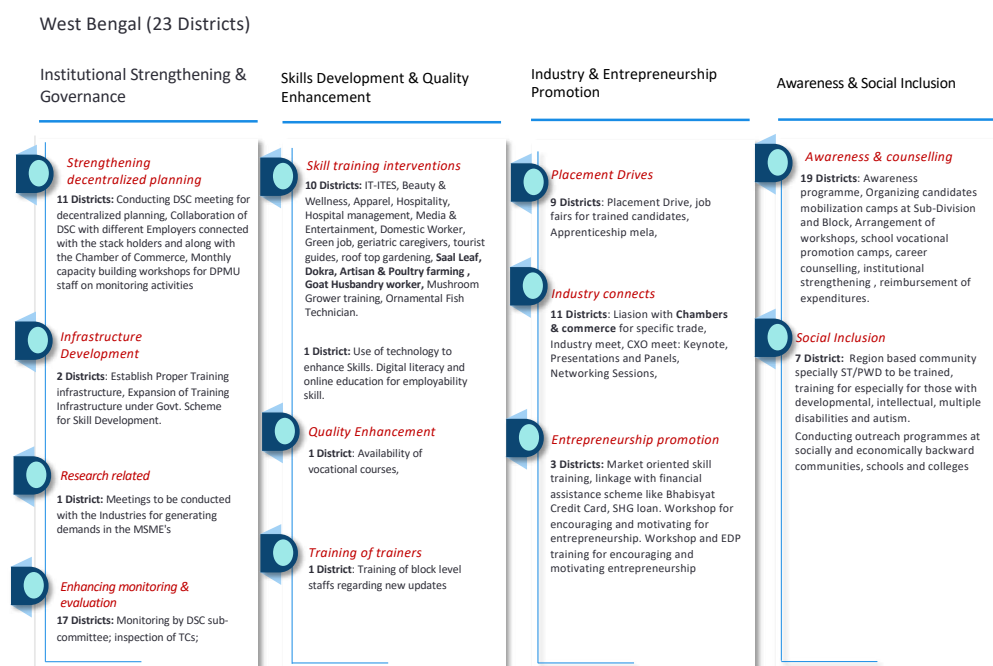 West Bengal (23 Districts)
Institutional Strengthening &
Governance
Strengthening
decentralized planning
11 Districts: Conducting DSC meeting for
decentralized planning, Collaboration of
DSC with different Employers connected
with the stack holders and along with
the Chamber of Commerce, Monthly
capacity building workshops for DPMU
staff on monitoring activities
Infrastructure
Development
2 Districts: Establish Proper Training
infrastructure, Expansion of Training
Infrastructure under Govt. Scheme
for Skill Development.
Research related
1 District: Meetings to be conducted
with the Industries for generating
demands in the MSME's
Enhancing monitoring &
evaluation
17 Districts: Monitoring by DSC sub-
committee; inspection of TCs;
Skills Development & Quality
Enhancement
Skill training interventions
10 Districts: IT-ITES, Beauty &
Wellness, Apparel, Hospitality,
Hospital management, Media &
Entertainment, Domestic Worker,
Green job, geriatric caregivers, tourist
guides, roof top gardening, Saal Leaf,
Dokra, Artisan & Poultry farming ,
Goat Husbandry worker, Mushroom
Grower training, Ornamental Fish
Technician.
1 District: Use of technology to
enhance Skills. Digital literacy and
online education for employability
skill.
Quality Enhancement
1 District: Availability of
vocational courses,
Training of trainers
1 District: Training of block level
staffs regarding new updates
Industry & Entrepreneurship
Promotion
Placement Drives
9 Districts: Placement Drive, job
fairs for trained candidates,
Apprenticeship mela,
Industry connects
11 Districts: Liasion with Chambers
& commerce for specific trade,
Industry meet, CXO meet: Keynote,
Presentations and Panels,
Networking Sessions,
Entrepreneurship promotion
3 Districts: Market oriented skill
training, linkage with financial
assistance scheme like Bhabisyat
Credit Card, SHG loan. Workshop for
encouraging and motivating for
entrepreneurship. Workshop and EDP
training for encouraging and
motivating entrepreneurship
Awareness & Social Inclusion
Awareness & counselling
19 Districts: Awareness
programme, Organizing candidates
mobilization camps at Sub-Division
and Block, Arrangement of
workshops, school vocational
promotion camps, career
counselling, institutional
strengthening , reimbursement of
expenditures.
Social Inclusion
7 District: Region based community
specially ST/PWD to be trained,
training for especially for those with
developmental, intellectual, multiple
disabilities and autism.
Conducting outreach programmes at
socially and economically backward
communities, schools and colleges